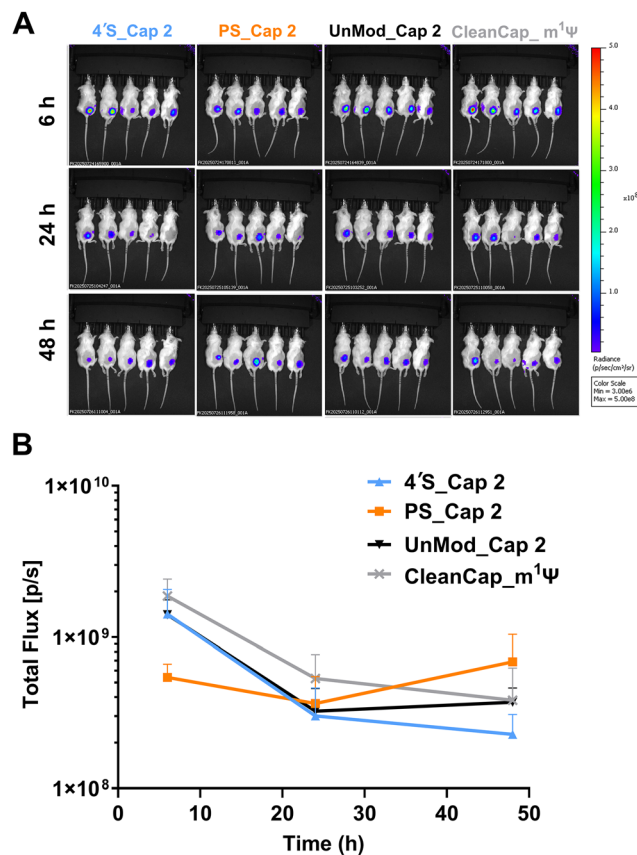 A
4′S_Cap 2 PS_Cap 2 UnMod_Cap 2 CleanCap_ m¹Ψ
6 h
24 h
48 h
5.0
4.0
3.0
×10⁸
2.0
1.0
Radiance
(p/sec/cm²/sr)
Color Scale
Min = 3.00e6
Max = 5.00e8
B
4′S_Cap 2
PS_Cap 2
UnMod_Cap 2
CleanCap_m¹Ψ
Total Flux [p/s]
1×10¹⁰
1×10⁹
1×10⁸
0 10 20 30 40 50
Time (h)